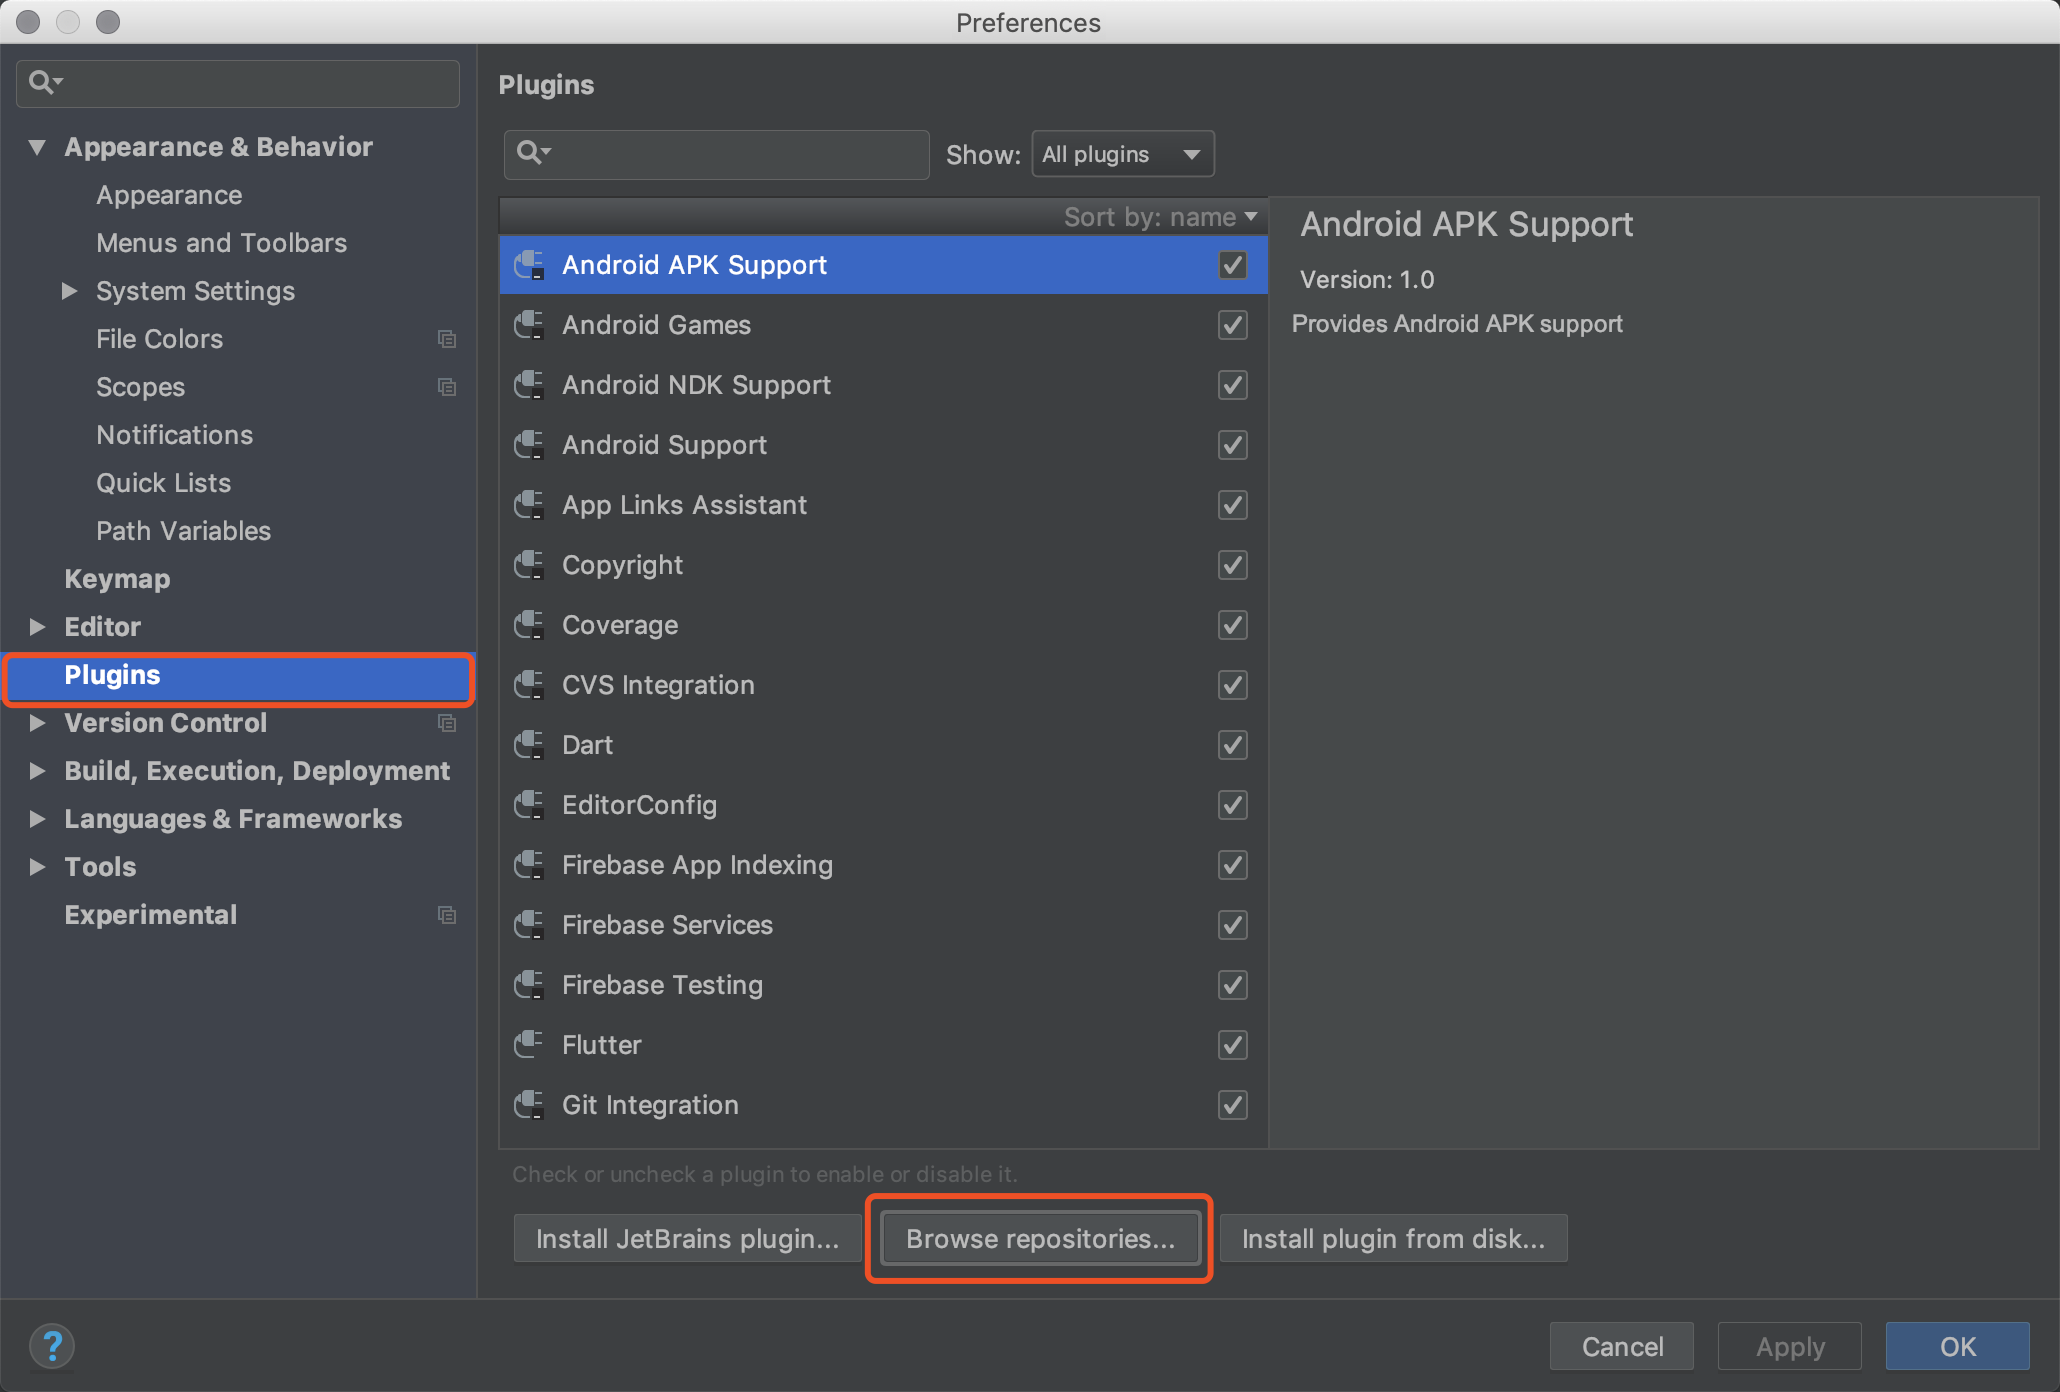 Preferences
Appearance & Behavior
Appearance
Menus and Toolbars
System Settings
File Colors
Scopes
Notifications
Quick Lists
Path Variables
Keymap
Editor
Plugins
Version Control
Build, Execution, Deployment
Languages & Frameworks
Tools
Experimental
Plugins
Show: All plugins
Sort by: name
Android APK Support
Android Games
Android NDK Support
Android Support
App Links Assistant
Copyright
Coverage
CVS Integration
Dart
EditorConfig
Firebase App Indexing
Firebase Services
Firebase Testing
Flutter
Git Integration
Android APK Support
Version: 1.0
Provides Android APK support
Check or uncheck a plugin to enable or disable it.
Install JetBrains plugin... Browse repositories... Install plugin from disk...
? Cancel Apply OK